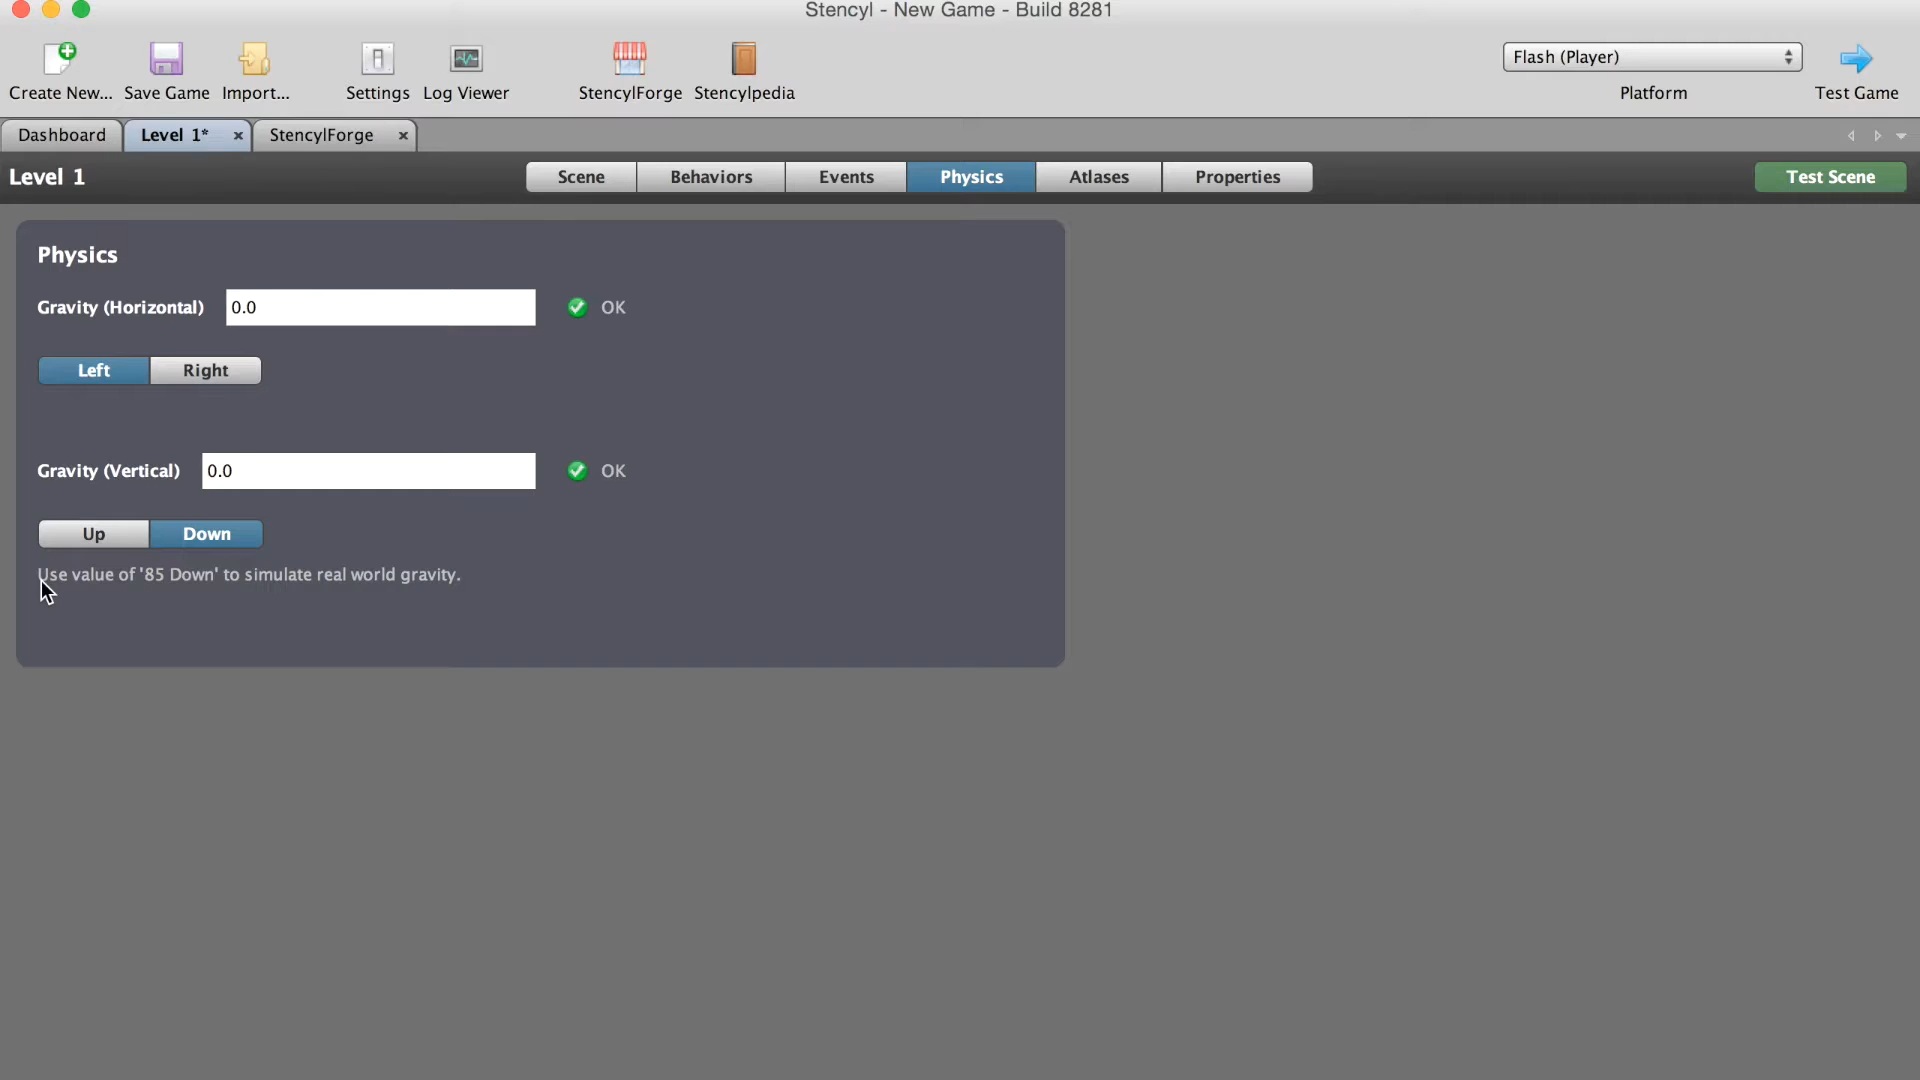 Stencyl - New Game - Build 8281
Create New... Save Game Import... Settings Log Viewer StencylForge Stencylpedia Flash (Player) Platform Test Game
Dashboard Level 1* × StencylForge ×
Level 1 Scene Behaviors Events Physics Atlases Properties Test Scene
Physics
Gravity (Horizontal) 0.0 OK
Left Right
Gravity (Vertical) 0.0 OK
Up Down
Use value of '85 Down' to simulate real world gravity.